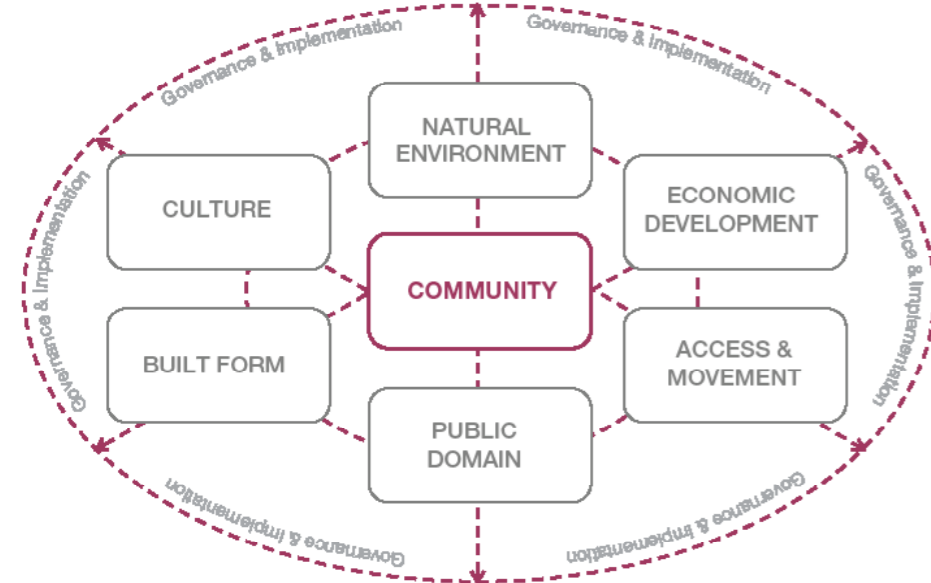 Governance & Implementation
Governance & Implementation
NATURAL
ENVIRONMENT
CULTURE
ECONOMIC
DEVELOPMENT
Governance & Implementation
Governance & Implementation
COMMUNITY
BUILT FORM
ACCESS &
MOVEMENT
PUBLIC
DOMAIN
Governance & Implementation
Governance & Implementation